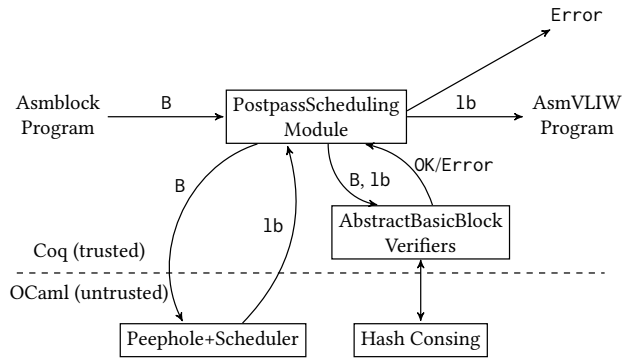 Error
Asmblock
Program
B
PostpassScheduling
Module
lb
AsmVLIW
Program
B
B, lb
OK/Error
lb
AbstractBasicBlock
Verifiers
Coq (trusted)
OCaml (untrusted)
Peephole+Scheduler
Hash Consing